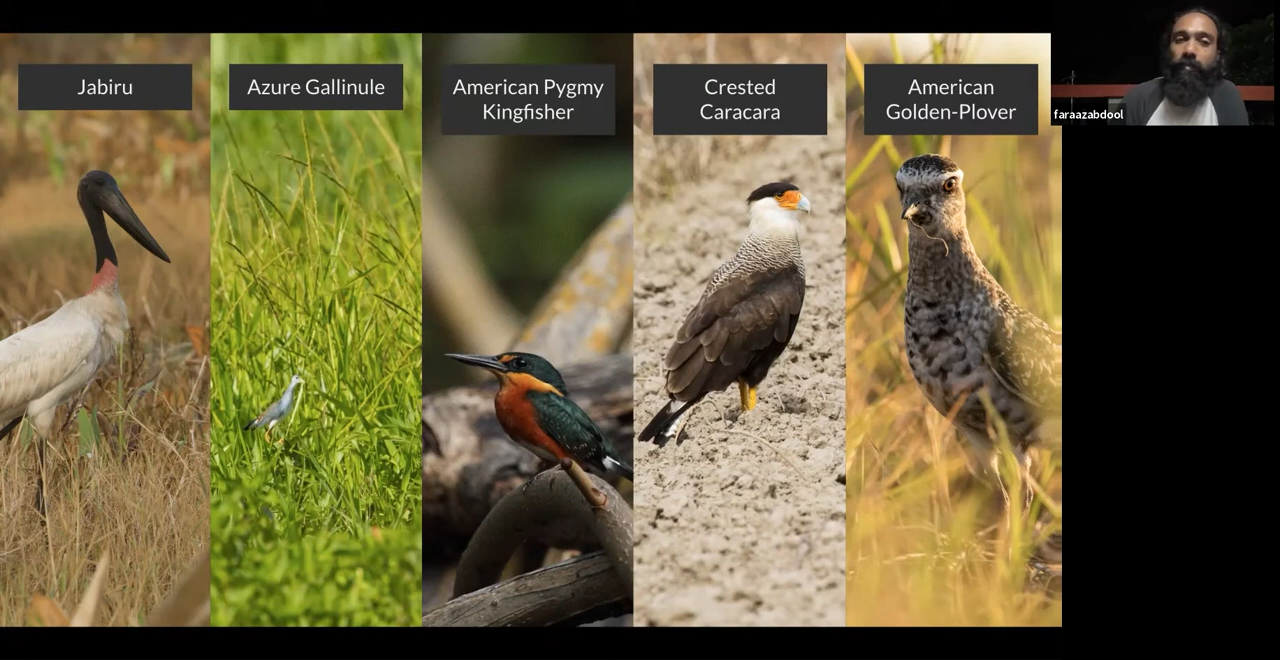 Jabiru
Azure Gallinule
American Pygmy
Kingfisher
Crested
Caracara
American
Golden-Plover
faraazabdool